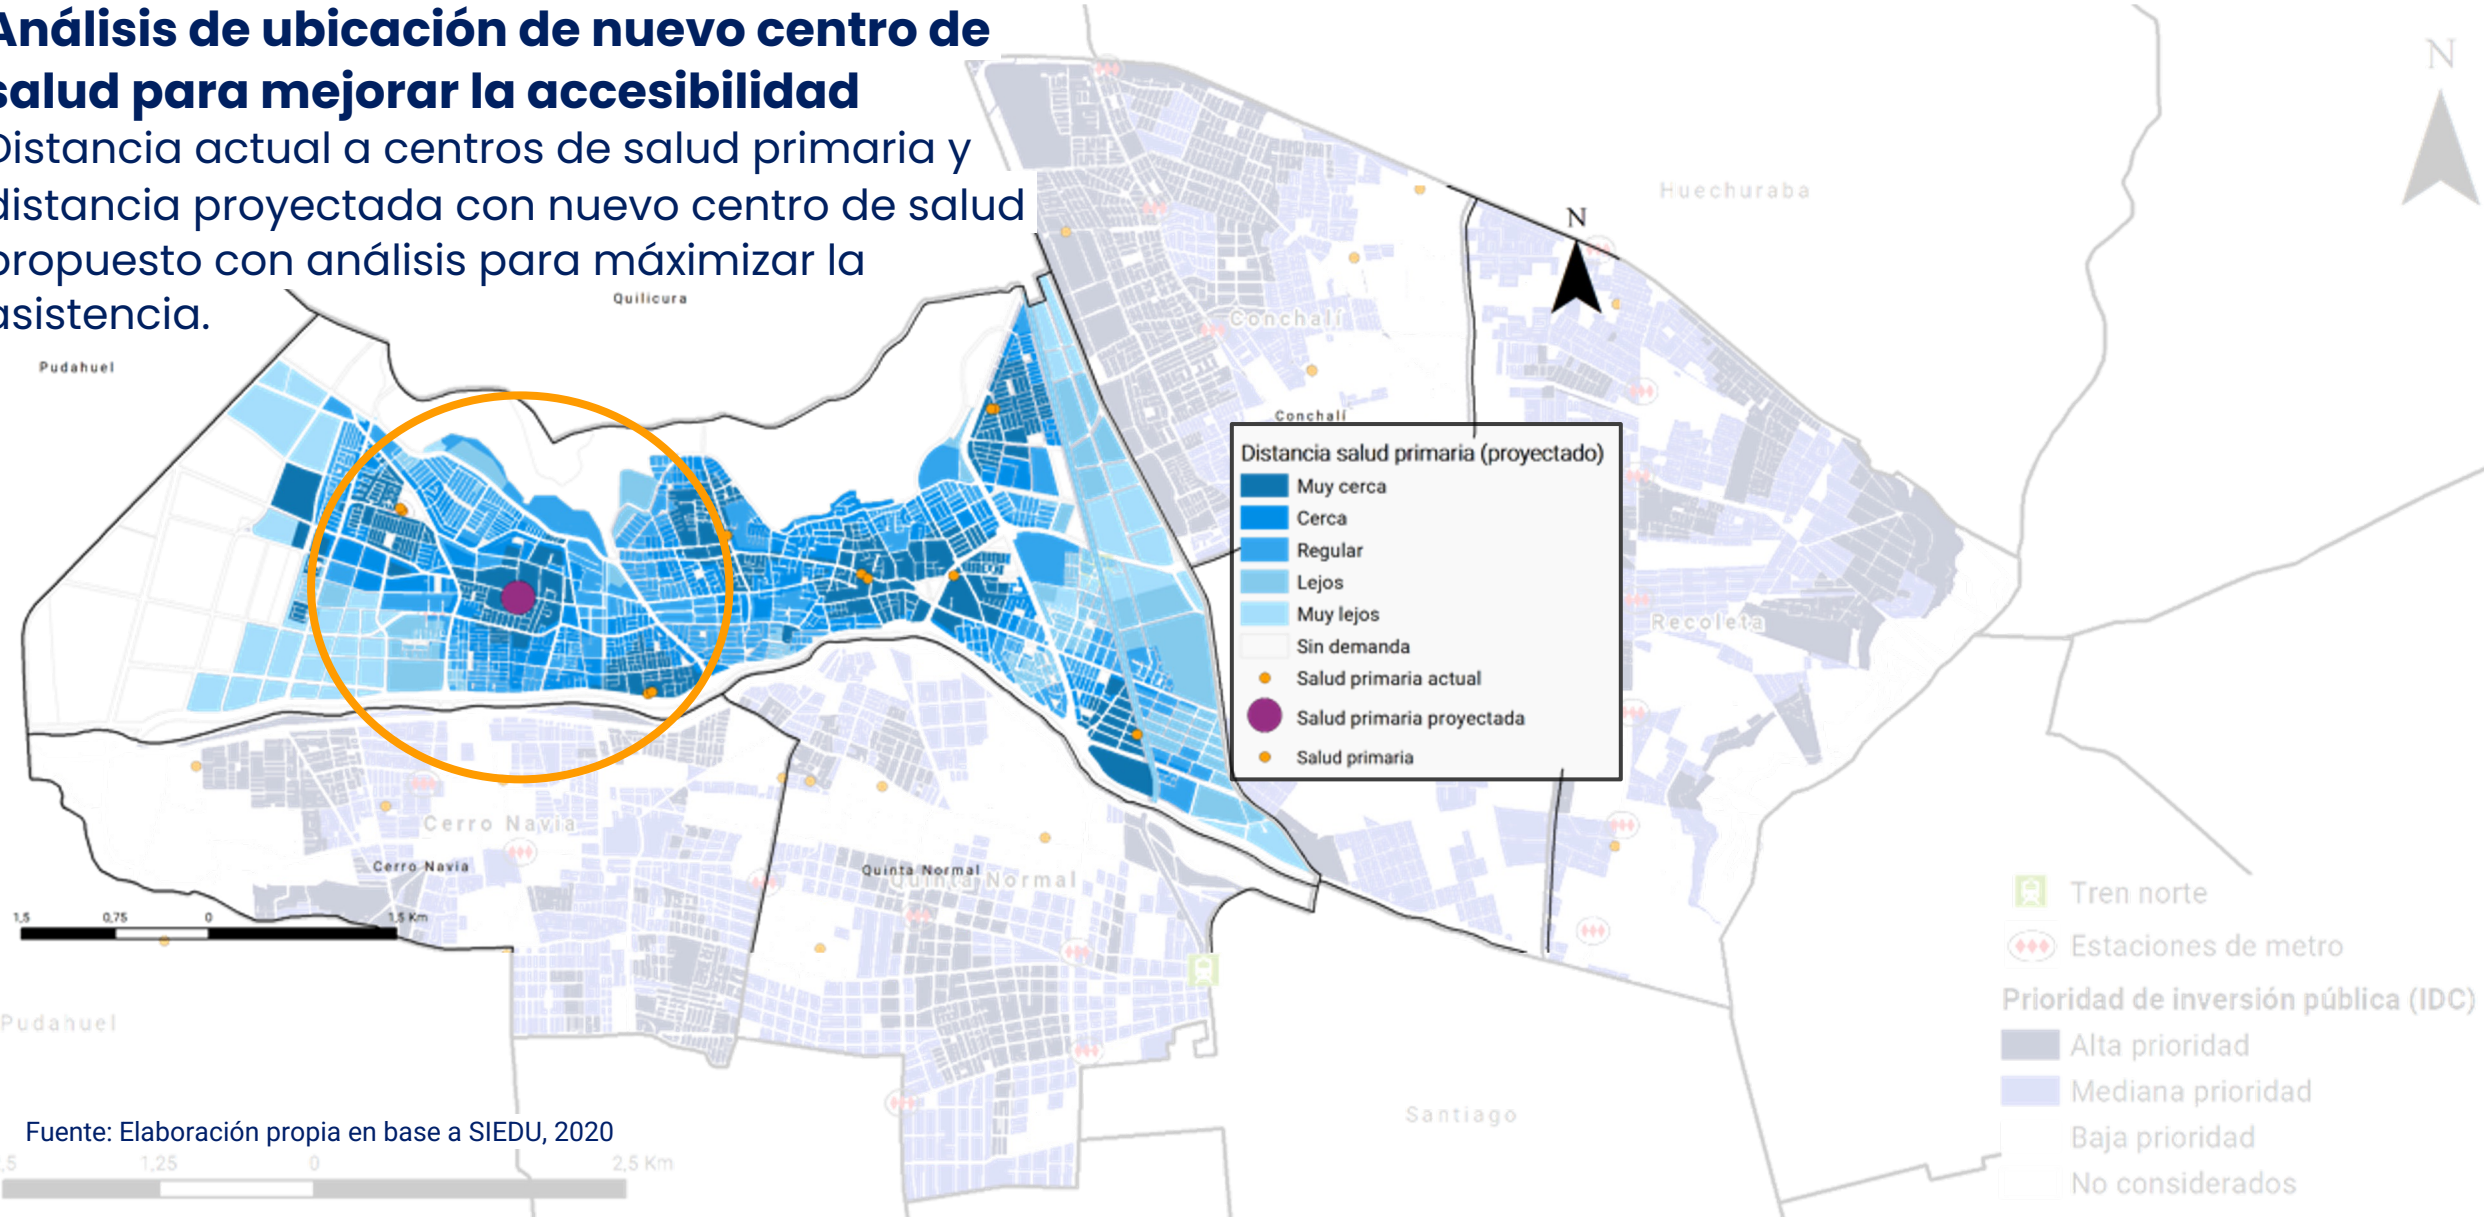 Análisis de ubicación de nuevo centro de
salud para mejorar la accesibilidad
Distancia actual a centros de salud primaria y
distancia proyectada con nuevo centro de salud
propuesto con análisis para máximizar la
asistencia.
N
Huechuraba
N
Quilicura
Pudahuel
Conchalí
Conchalí
Distancia salud primaria (proyectado)
Muy cerca
Cerca
Regular
Lejos
Muy lejos
Sin demanda
Salud primaria actual
Salud primaria proyectada
Salud primaria
Recoleta
Cerro Navia
Cerro Navia
Quinta Normal
Quinta Normal
1,5 0,75 0 1,5 Km
Tren norte
Estaciones de metro
Prioridad de inversión pública (IDC)
Alta prioridad
Mediana prioridad
Baja prioridad
No considerados
Pudahuel
Santiago
Fuente: Elaboración propia en base a SIEDU, 2020
,5 1,25 0 2,5 Km